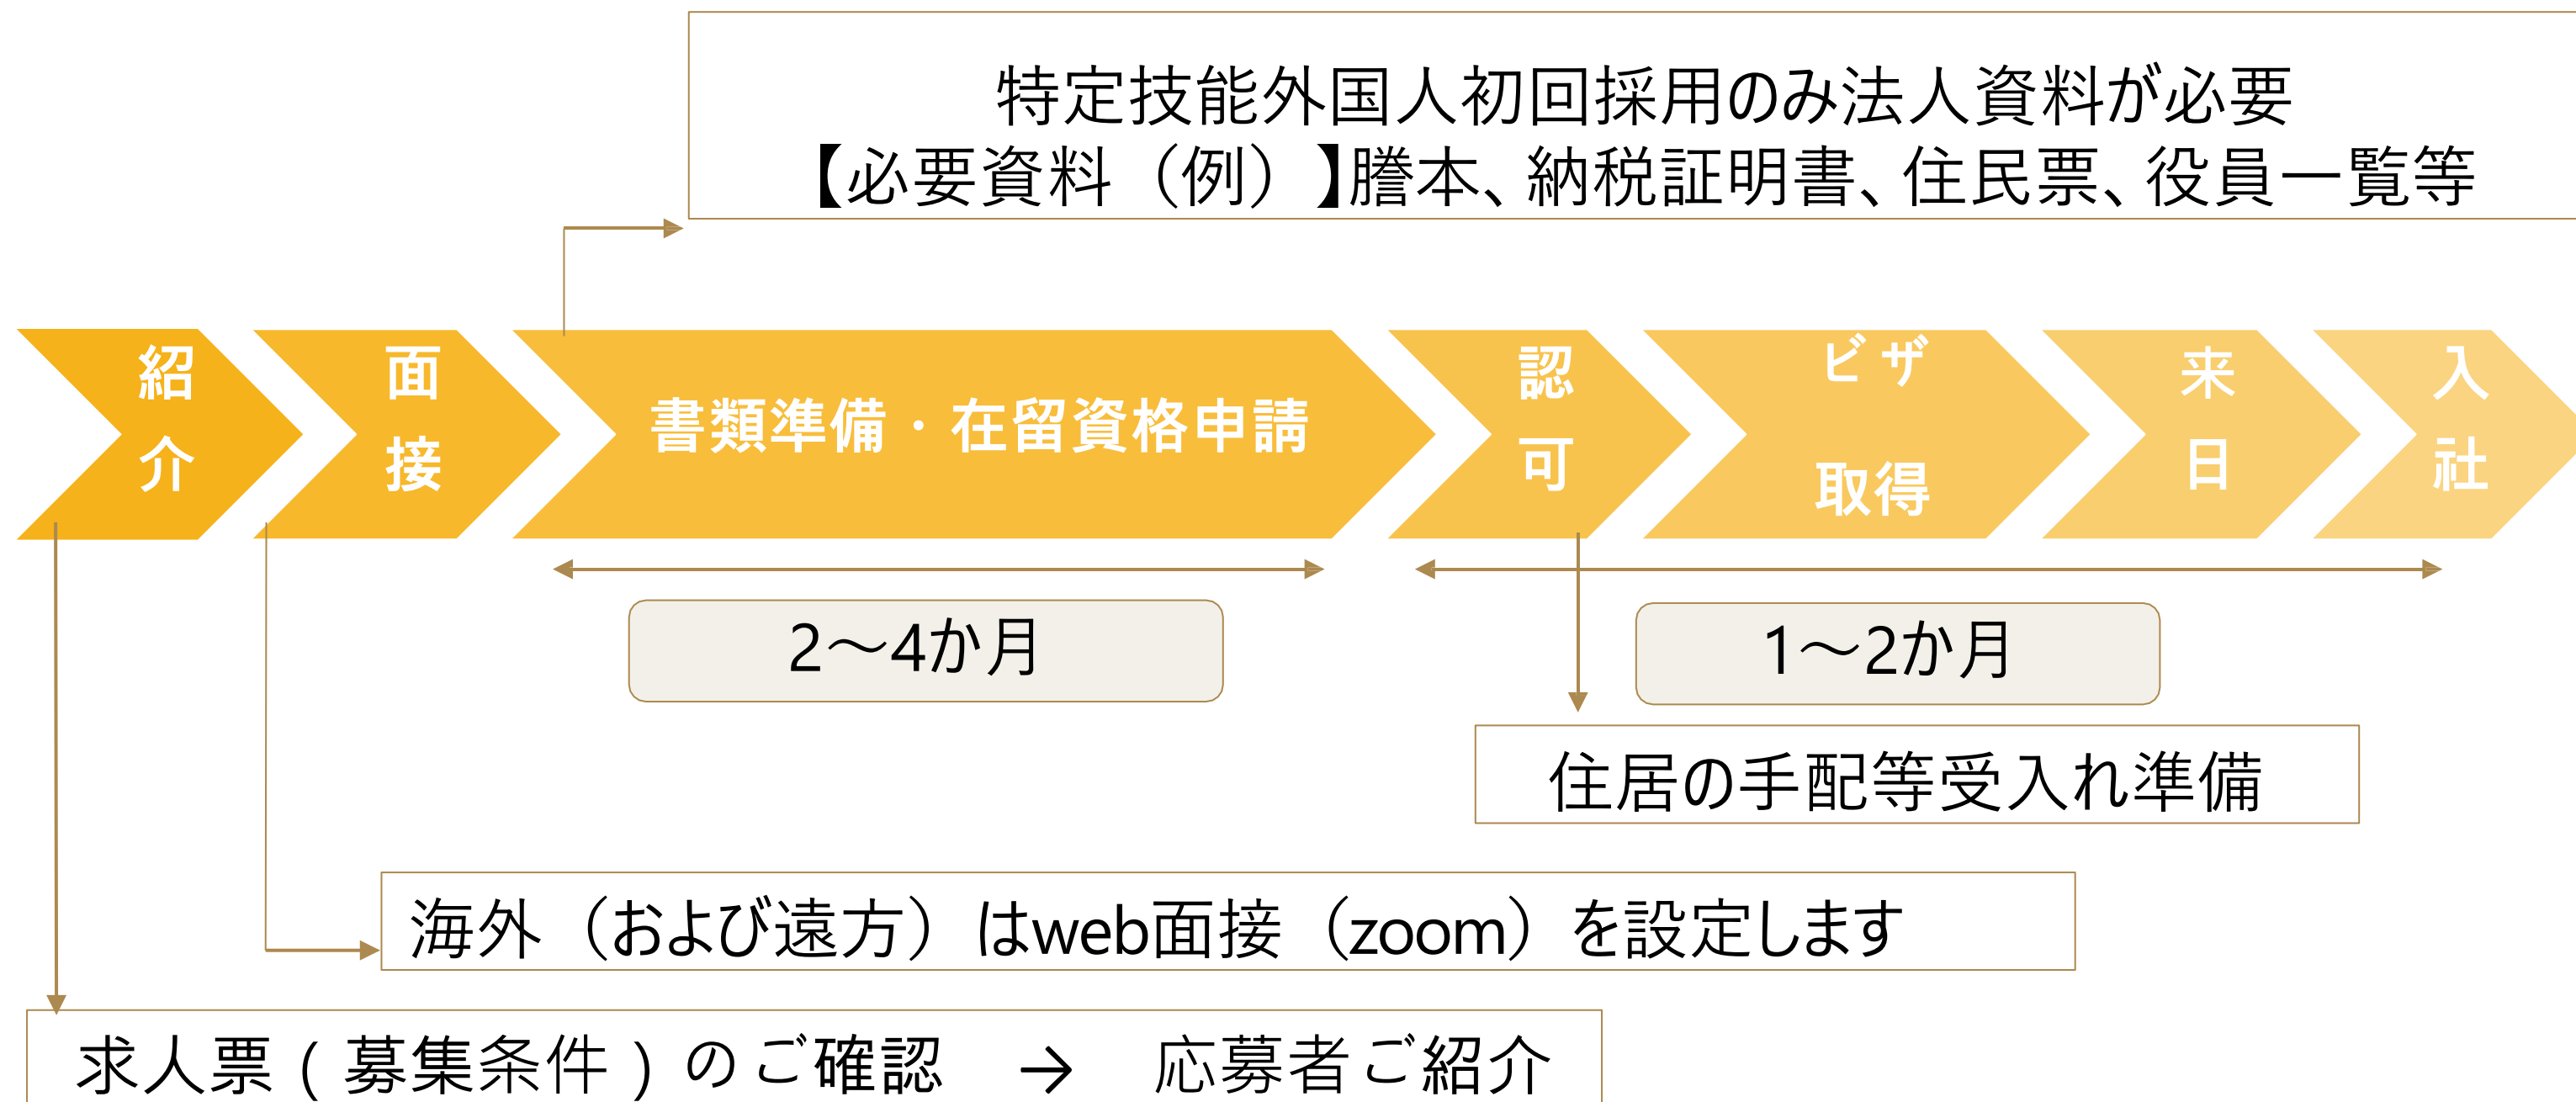 特定技能外国人初回採用のみ法人資料が必要
【必要資料（例）】謄本、納税証明書、住民票、役員一覧等
紹
介
面
接
書類準備・在留資格申請
認
可
ビザ
取得
来
日
入
社
2～4か月
1～2か月
住居の手配等受入れ準備
海外（および遠方）はweb面接（zoom）を設定します
求人票(募集条件)のご確認　→　応募者ご紹介